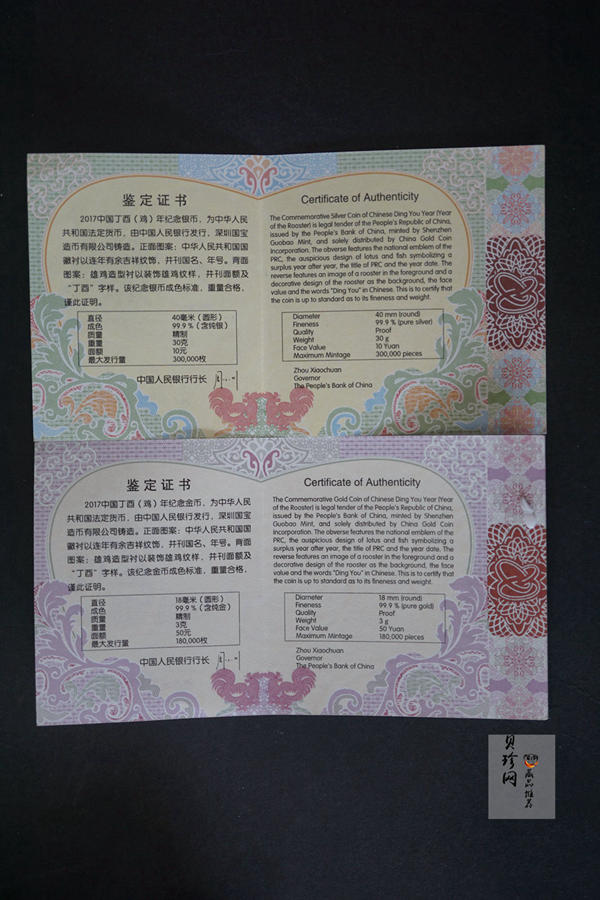 鉴定证书
2017中国丁酉（鸡）年纪念银币，为中华人民
共和国法定货币，由中国人民银行发行，深圳国宝
造币有限公司铸造。正面图案：中华人民共和国国
徽衬以连年有余吉祥纹饰，并刊国名、年号。背面
图案：雄鸡造型衬以装饰雄鸡纹样，并刊面额及
“丁酉”字样。该纪念银币成色标准，重量合格，
谨此证明。
直径 40毫米（圆形）
成色 99.9％（含纯银）
质量 精制
重量 30克
面额 10元
最大发行量 300,000枚
中国人民银行行长
Certificate of Authenticity
The Commemorative Silver Coin of Chinese Ding You Year (Year
of the Rooster) is legal tender of the People's Republic of China,
issued by the People's Bank of China, minted by Shenzhen
Guobao Mint, and solely distributed by China Gold Coin
Incorporation. The obverse features the national emblem of the
PRC, the auspicious design of lotus and fish symbolizing a
surplus year after year, the title of PRC and the year date. The
reverse features an image of a rooster in the foreground and a
decorative design of the rooster as the background, the face
value and the words "Ding You" in Chinese. This is to certify that
the coin is up to standard as to its fineness and weight.
Diameter 40 mm (round)
Fineness 99.9 % (pure silver)
Quality Proof
Weight 30 g
Face Value 10 Yuan
Maximum Mintage 300,000 pieces
Zhou Xiaochuan
Governor
The People's Bank of China
鉴定证书
2017中国丁酉（鸡）年纪念金币，为中华人民
共和国法定货币，由中国人民银行发行，深圳国宝
造币有限公司铸造。正面图案：中华人民共和国国
徽衬以连年有余吉祥纹饰，并刊国名、年号。背面
图案：雄鸡造型衬以装饰雄鸡纹样，并刊面额及
“丁酉”字样。该纪念金币成色标准，重量合格，
谨此证明。
直径 18毫米（圆形）
成色 99.9％（含纯金）
质量 精制
重量 3克
面额 50元
最大发行量 180,000枚
中国人民银行行长
Certificate of Authenticity
The Commemorative Gold Coin of Chinese Ding You Year (Year
of the Rooster) is legal tender of the People's Republic of China,
issued by the People's Bank of China, minted by Shenzhen
Guobao Mint, and solely distributed by China Gold Coin
Incorporation. The obverse features the national emblem of the
PRC, the auspicious design of lotus and fish symbolizing a
surplus year after year, the title of PRC and the year date. The
reverse features an image of a rooster in the foreground and a
decorative design of the rooster as the background, the face
value and the words "Ding You" in Chinese. This is to certify that
the coin is up to standard as to its fineness and weight.
Diameter 18 mm (round)
Fineness 99.9 % (pure gold)
Quality Proof
Weight 3 g
Face Value 50 Yuan
Maximum Mintage 180,000 pieces
Zhou Xiaochuan
Governor
The People's Bank of China
贝珍网
藏品推荐